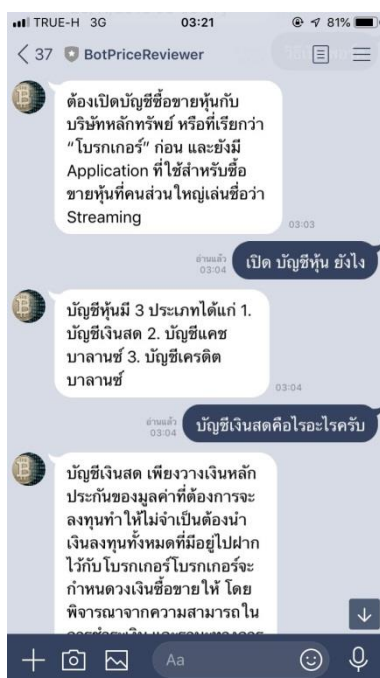 TRUE-H 3G 03:21 81%
37 BotPriceReviewer
ต้องเปิดบัญชีซื้อขายหุ้นกับ
บริษัทหลักทรัพย์ หรือที่เรียกว่า
“โบรกเกอร์” ก่อน และยังมี
Application ที่ใช้สำหรับซื้อ
ขายหุ้นที่คนส่วนใหญ่เล่นชื่อว่า
Streaming
03:03
อ่านแล้ว
03:04
เปิด บัญชีหุ้น ยังไง
บัญชีหุ้นมี 3 ประเภทได้แก่ 1.
บัญชีเงินสด 2. บัญชีแคช
บาลานซ์ 3. บัญชีเครดิต
บาลานซ์
03:04
อ่านแล้ว
03:04
บัญชีเงินสดคือไรอะไรครับ
บัญชีเงินสด เพียงวางเงินหลัก
ประกันของมูลค่าที่ต้องการจะ
ลงทุนทำให้ไม่จำเป็นต้องนำ
เงินลงทุนทั้งหมดที่มีอยู่ไปฝาก
ไว้กับโบรกเกอร์โบรกเกอร์จะ
กำหนดวงเงินซื้อขายให้ โดย
พิจารณาจากความสามารถใน
Aa